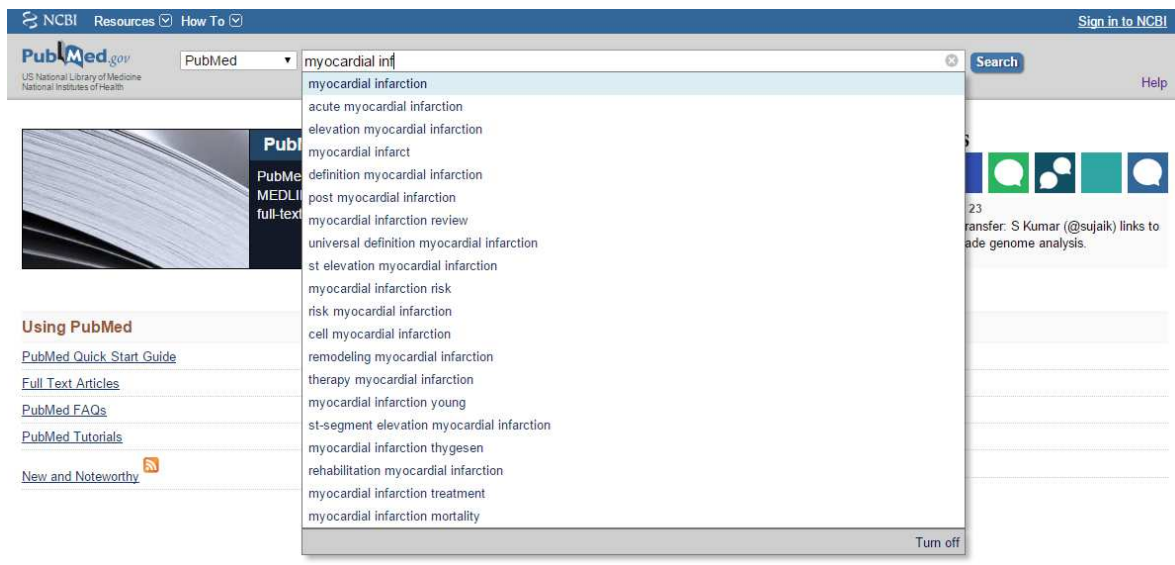 NCBI Resources How To Sign in to NCBI
PubMed.gov
US National Library of Medicine
National Institutes of Health
PubMed
myocardial inf
Search
Help
myocardial infarction
acute myocardial infarction
elevation myocardial infarction
myocardial infarct
definition myocardial infarction
post myocardial infarction
myocardial infarction review
universal definition myocardial infarction
st elevation myocardial infarction
myocardial infarction risk
risk myocardial infarction
cell myocardial infarction
remodeling myocardial infarction
therapy myocardial infarction
myocardial infarction young
st-segment elevation myocardial infarction
myocardial infarction thygesen
rehabilitation myocardial infarction
myocardial infarction treatment
myocardial infarction mortality
Turn off
PubM
PubMe
MEDLI
full-text
23
ransfer: S Kumar (@sujaik) links to
ade genome analysis.
Using PubMed
PubMed Quick Start Guide
Full Text Articles
PubMed FAQs
PubMed Tutorials
New and Noteworthy